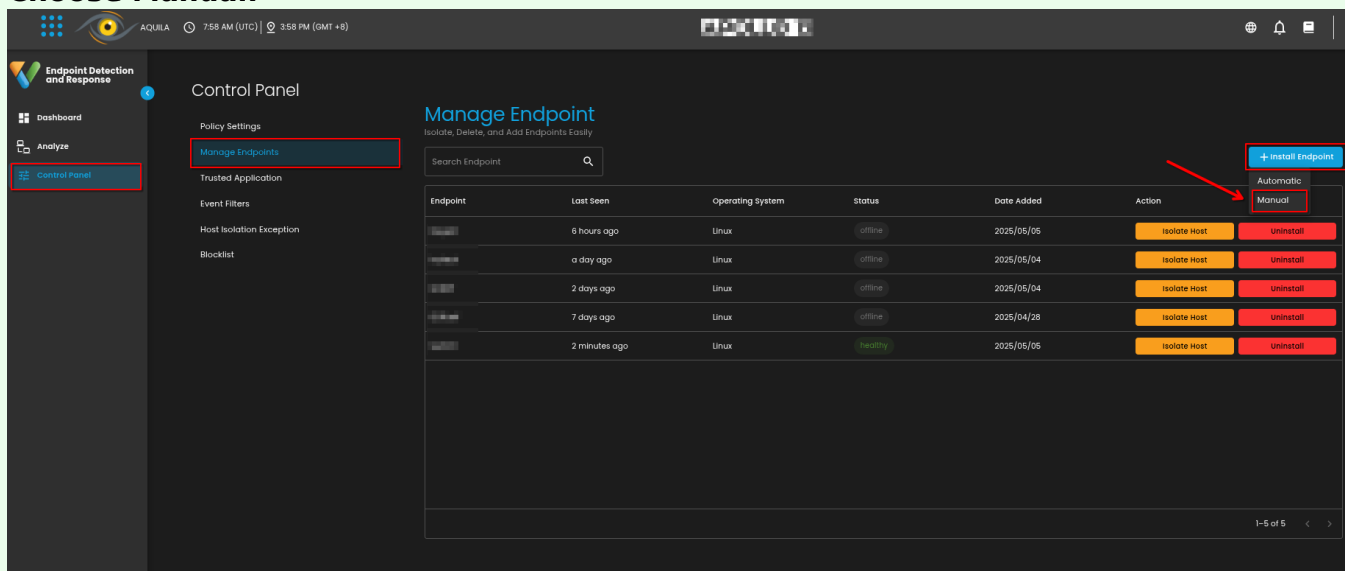 Choose Manual.
AQUILA 7:58 AM (UTC) | 3:58 PM (GMT +8)
Endpoint Detection
and Response
Dashboard
Analyze
Control Panel
Control Panel
Policy Settings
Manage Endpoints
Trusted Application
Event Filters
Host Isolation Exception
Blocklist
Manage Endpoint
Isolate, Delete, and Add Endpoints Easily
Search Endpoint
+ Install Endpoint
Automatic
Manual
Endpoint Last Seen Operating System Status Date Added Action
6 hours ago Linux offline 2025/05/05 Isolate Host Uninstall
a day ago Linux offline 2025/05/04 Isolate Host Uninstall
2 days ago Linux offline 2025/05/04 Isolate Host Uninstall
7 days ago Linux offline 2025/04/28 Isolate Host Uninstall
2 minutes ago Linux healthy 2025/05/05 Isolate Host Uninstall
1-5 of 5 < >